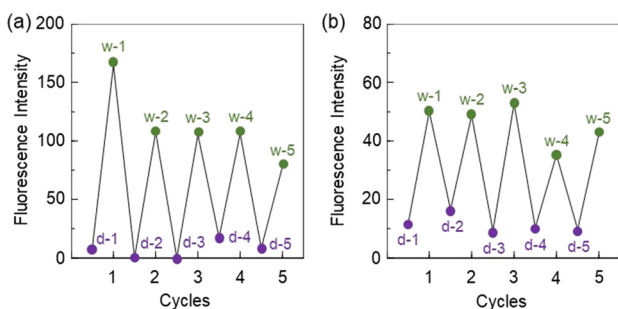 (a)
Fluorescence Intensity
200
150
100
50
0
w-1
w-2
w-3
w-4
w-5
d-1
d-2
d-3
d-4
d-5
1 2 3 4 5
Cycles
(b)
Fluorescence Intensity
80
60
40
20
0
w-1
w-2
w-3
w-4
w-5
d-1
d-2
d-3
d-4
d-5
1 2 3 4 5
Cycles